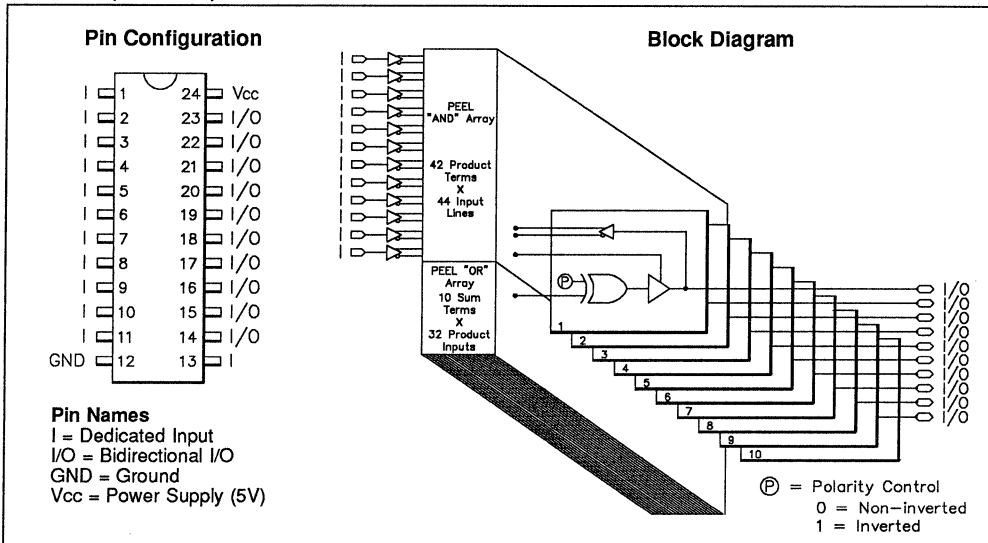 Pin Configuration
I 1 24 Vcc
I 2 23 I/O
I 3 22 I/O
I 4 21 I/O
I 5 20 I/O
I 6 19 I/O
I 7 18 I/O
I 8 17 I/O
I 9 16 I/O
I 10 15 I/O
I 11 14 I/O
GND 12 13 I
Pin Names
I = Dedicated Input
I/O = Bidirectional I/O
GND = Ground
Vcc = Power Supply (5V)
Block Diagram
I
I
I
I
I
I
I
I
I
I
I
I
PEEL
"AND" Array
42 Product
Terms
X
44 Input
Lines
PEEL "OR"
Array
10 Sum
Terms
X
32 Product
Inputs
P
1
2
3
4
5
6
7
8
9
10
I/O
I/O
I/O
I/O
I/O
I/O
I/O
I/O
I/O
I/O
P = Polarity Control
0 = Non-inverted
1 = Inverted